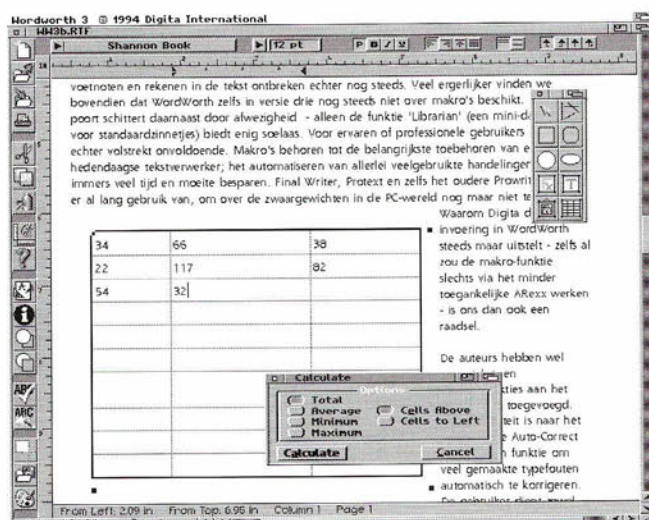 Wordworth 3 © 1994 Digita International
WW3b.RTF
Shannon Book
12 pt
P B I U
voetnoten en rekenen in de tekst ontbreken echter nog steeds. Veel ergerlijker vinden we
bovendien dat WordWorth zelfs in versie drie nog steeds niet over makro's beschikt.
poort schittert daarnaast door afwezigheid - alleen de funktie 'Librarian' (een mini-d
voor standaardzinnetjes) biedt enig soelaas. Voor ervaren of professionele gebruikers
echter volstrekt onvoldoende. Makro's behoren tot de belangrijkste toebehoren van e
hedendaagse tekstverwerker; het automatiseren van allerlei veelgebruikte handelinger
immers veel tijd en moeite besparen. Final Writer, Protext en zelfs het oudere Prowrit
er al lang gebruik van, om over de zwaargewichten in de PC-wereld nog maar niet te
Waarom Digita d
invoering in WordWorth
steeds maar uitstelt - zelfs al
zou de makro-funktie
slechts via het minder
toegankelijke ARexx werken
- is ons dan ook een
raadsel.
34 66 38
22 117 82
54 32
De auteurs hebben wel
en
kties aan het
toegevoegd.
teit is naar het
e Auto-Correct
n funktie om
veel gemaakte typefouten
automatisch te korrigeren.
Calculate
Options
Total
Average
Minimum
Maximum
Cells Above
Cells to Left
Calculate
Cancel
From Left: 2.09 in From Top: 6.95 in Column 1 Page 1